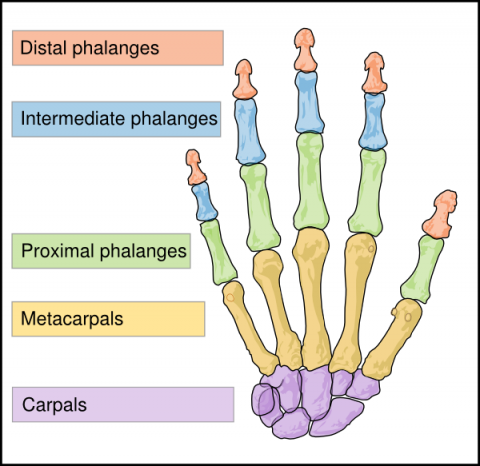 Distal phalanges
Intermediate phalanges
Proximal phalanges
Metacarpals
Carpals